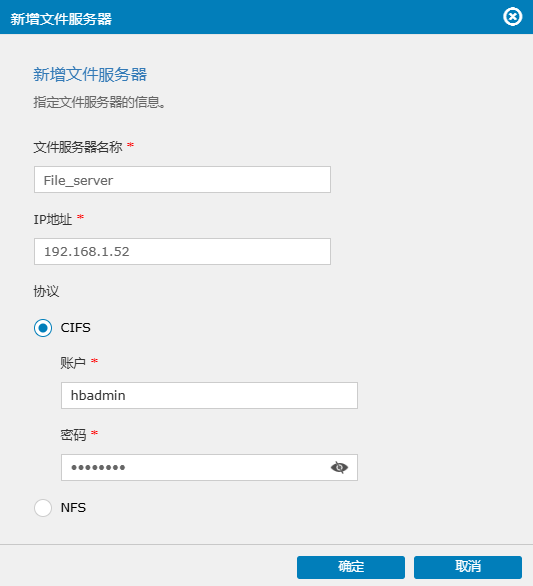 新增文件服务器
新增文件服务器
指定文件服务器的信息。
文件服务器名称 *
File_server
IP地址 *
192.168.1.52
协议
CIFS
账户 *
hbadmin
密码 *
••••••••
NFS
确定 取消